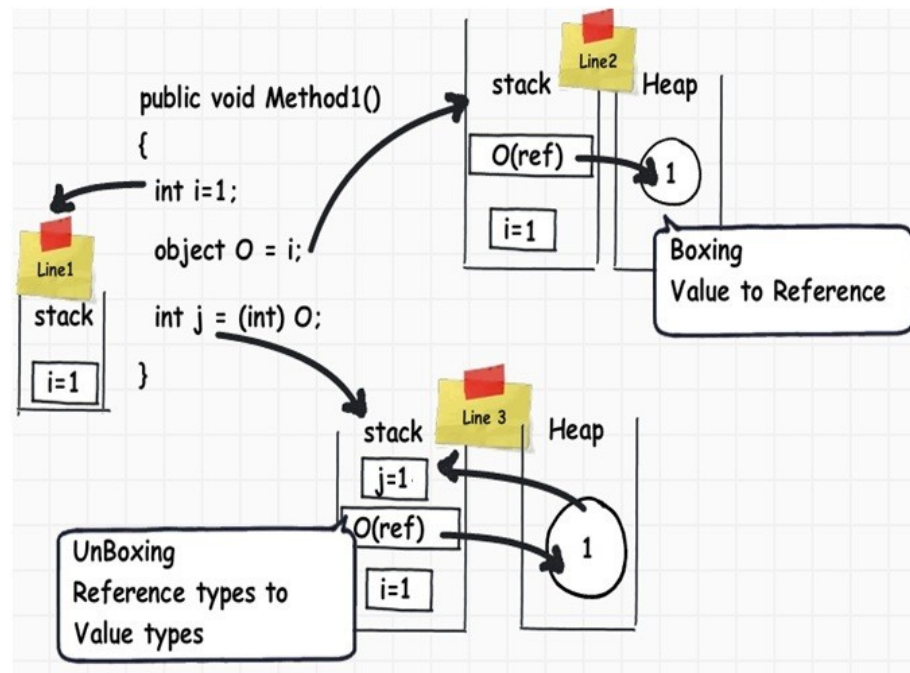 public void Method1()
{
int i=1;
object O = i;
int j = (int) O;
}
Line1
stack
i=1
Line2
stack
Heap
O(ref)
1
i=1
Boxing
Value to Reference
Line 3
stack
Heap
j=1
O(ref)
1
i=1
UnBoxing
Reference types to
Value types